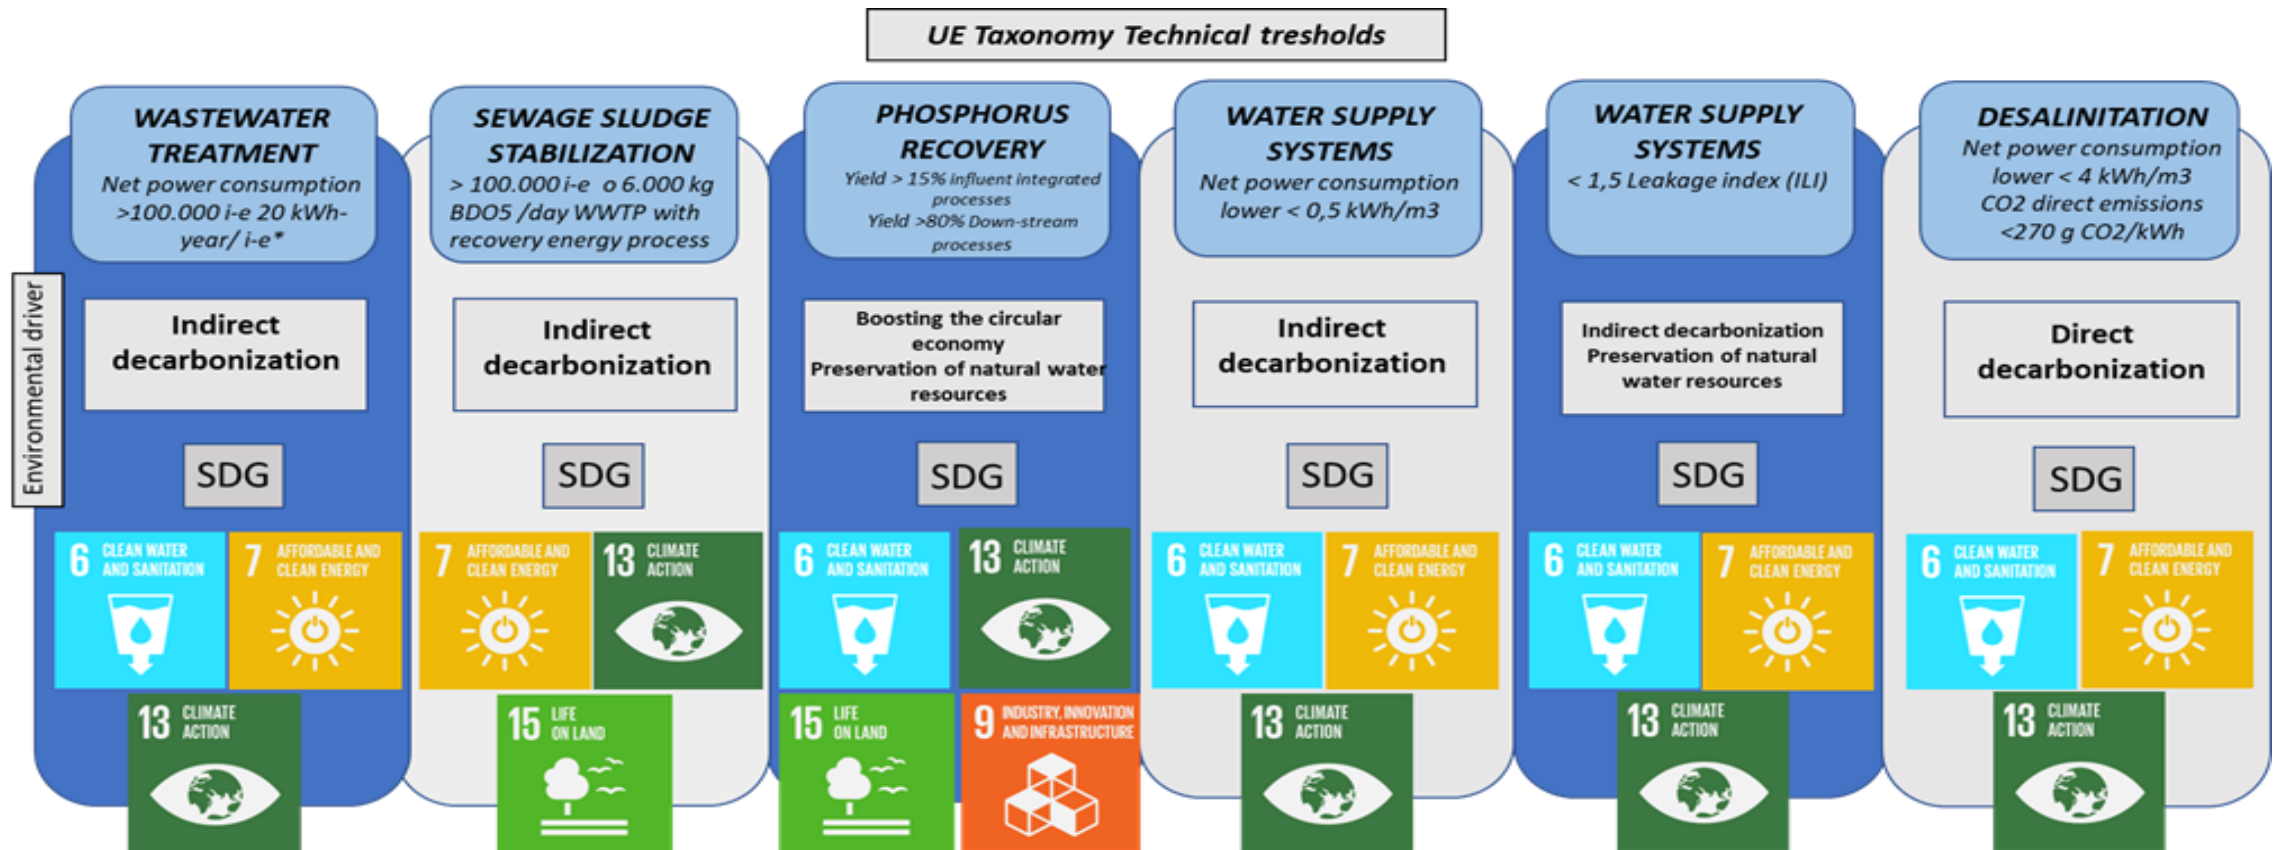 UE Taxonomy Technical tresholds
WASTEWATER
TREATMENT
Net power consumption
>100.000 i-e 20 kWh-
year/ i-e*
SEWAGE SLUDGE
STABILIZATION
> 100.000 i-e o 6.000 kg
BDO5 /day WWTP with
recovery energy process
PHOSPHORUS
RECOVERY
Yield > 15% influent integrated
processes
Yield >80% Down-stream
processes
WATER SUPPLY
SYSTEMS
Net power consumption
lower < 0,5 kWh/m3
WATER SUPPLY
SYSTEMS
< 1,5 Leakage index (ILI)
DESALINITATION
Net power consumption
lower < 4 kWh/m3
CO2 direct emissions
<270 g CO2/kWh
Environmental driver
Indirect
decarbonization
Indirect
decarbonization
Boosting the circular
economy
Preservation of natural water
resources
Indirect
decarbonization
Indirect decarbonization
Preservation of natural
water resources
Direct
decarbonization
SDG
SDG
SDG
SDG
SDG
SDG
6 CLEAN WATER
AND SANITATION
7 AFFORDABLE AND
CLEAN ENERGY
13 CLIMATE
ACTION
7 AFFORDABLE AND
CLEAN ENERGY
13 CLIMATE
ACTION
15 LIFE
ON LAND
6 CLEAN WATER
AND SANITATION
13 CLIMATE
ACTION
15 LIFE
ON LAND
9 INDUSTRY, INNOVATION
AND INFRASTRUCTURE
6 CLEAN WATER
AND SANITATION
7 AFFORDABLE AND
CLEAN ENERGY
13 CLIMATE
ACTION
6 CLEAN WATER
AND SANITATION
7 AFFORDABLE AND
CLEAN ENERGY
13 CLIMATE
ACTION
6 CLEAN WATER
AND SANITATION
7 AFFORDABLE AND
CLEAN ENERGY
13 CLIMATE
ACTION